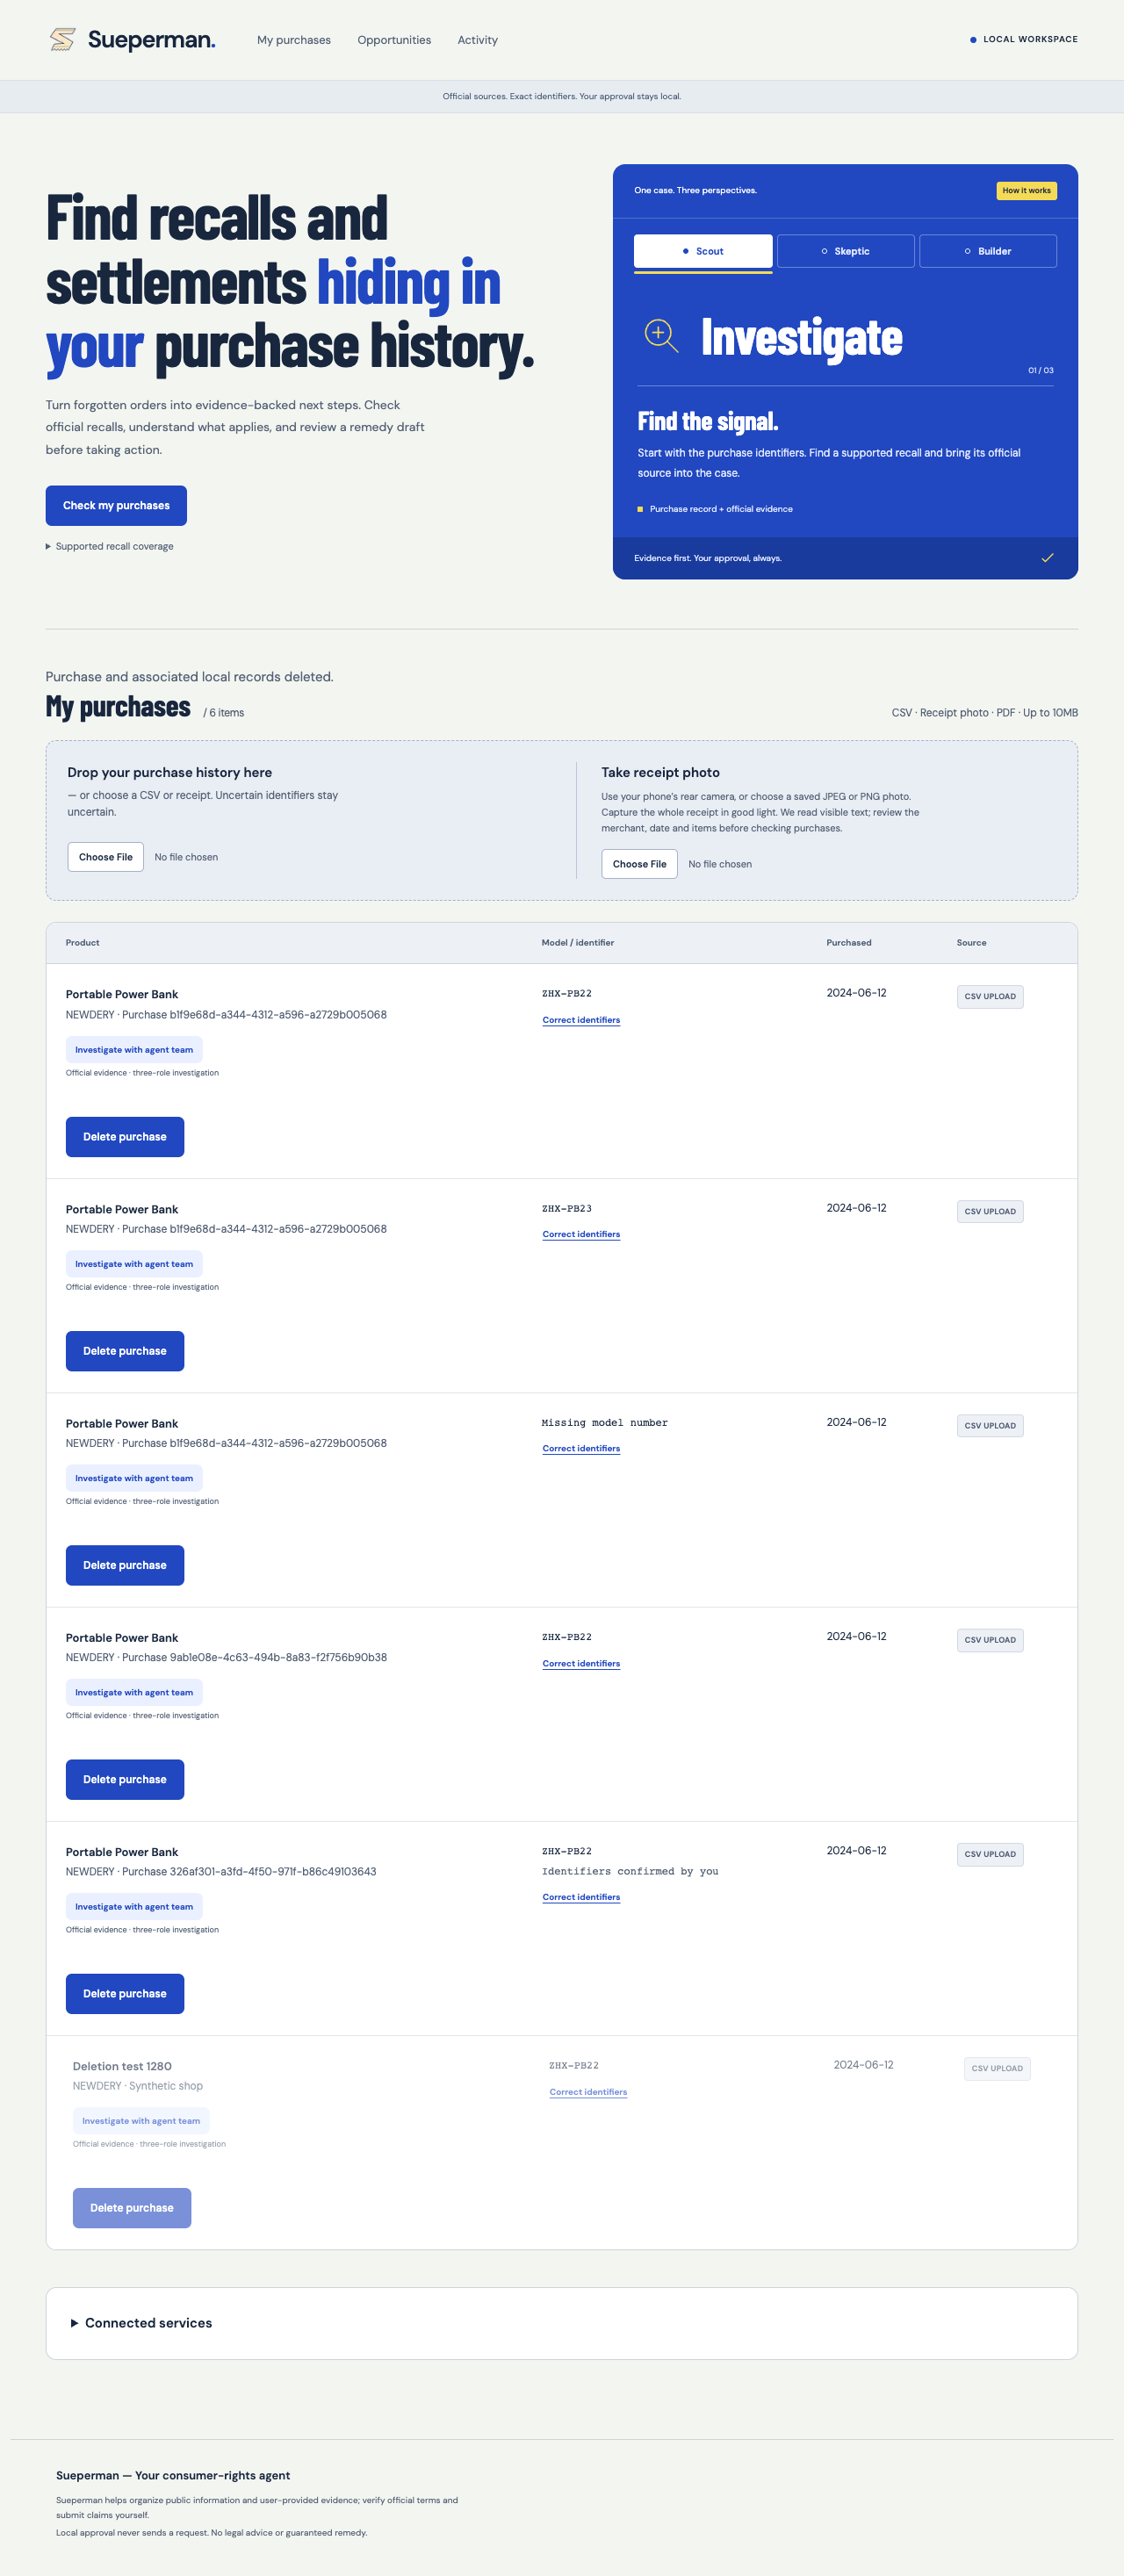 Sueperman.
My purchases
Opportunities
Activity
LOCAL WORKSPACE
Official sources. Exact identifiers. Your approval stays local.
Find recalls and
settlements hiding in
your purchase history.
Turn forgotten orders into evidence-backed next steps. Check
official recalls, understand what applies, and review a remedy draft
before taking action.
Check my purchases
Supported recall coverage
One case. Three perspectives.
How it works
Scout
Skeptic
Builder
Investigate
01 / 03
Find the signal.
Start with the purchase identifiers. Find a supported recall and bring its official
source into the case.
Purchase record + official evidence
Evidence first. Your approval, always.
Purchase and associated local records deleted.
My purchases
/ 6 items
CSV · Receipt photo · PDF · Up to 10MB
Drop your purchase history here
— or choose a CSV or receipt. Uncertain identifiers stay
uncertain.
Choose File
No file chosen
Take receipt photo
Use your phone's rear camera, or choose a saved JPEG or PNG photo.
Capture the whole receipt in good light. We read visible text; review the
merchant, date and items before checking purchases.
Choose File
No file chosen
Product
Model / identifier
Purchased
Source
Portable Power Bank
NEWDERY · Purchase b1f9e68d-a344-4312-a596-a2729b005068
Investigate with agent team
Official evidence · three-role investigation
Delete purchase
ZHX-PB22
Correct identifiers
2024-06-12
CSV UPLOAD
Portable Power Bank
NEWDERY · Purchase b1f9e68d-a344-4312-a596-a2729b005068
Investigate with agent team
Official evidence · three-role investigation
Delete purchase
ZHX-PB23
Correct identifiers
2024-06-12
CSV UPLOAD
Portable Power Bank
NEWDERY · Purchase b1f9e68d-a344-4312-a596-a2729b005068
Investigate with agent team
Official evidence · three-role investigation
Delete purchase
Missing model number
Correct identifiers
2024-06-12
CSV UPLOAD
Portable Power Bank
NEWDERY · Purchase 9ab1e08e-4c63-494b-8a83-f2f756b90b38
Investigate with agent team
Official evidence · three-role investigation
Delete purchase
ZHX-PB22
Correct identifiers
2024-06-12
CSV UPLOAD
Portable Power Bank
NEWDERY · Purchase 326af301-a3fd-4f50-971f-b86c49103643
Investigate with agent team
Official evidence · three-role investigation
Delete purchase
ZHX-PB22
Identifiers confirmed by you
Correct identifiers
2024-06-12
CSV UPLOAD
Deletion test 1280
NEWDERY · Synthetic shop
Investigate with agent team
Official evidence · three-role investigation
Delete purchase
ZHX-PB22
Correct identifiers
2024-06-12
CSV UPLOAD
Connected services
Sueperman — Your consumer-rights agent
Sueperman helps organize public information and user-provided evidence; verify official terms and
submit claims yourself.
Local approval never sends a request. No legal advice or guaranteed remedy.